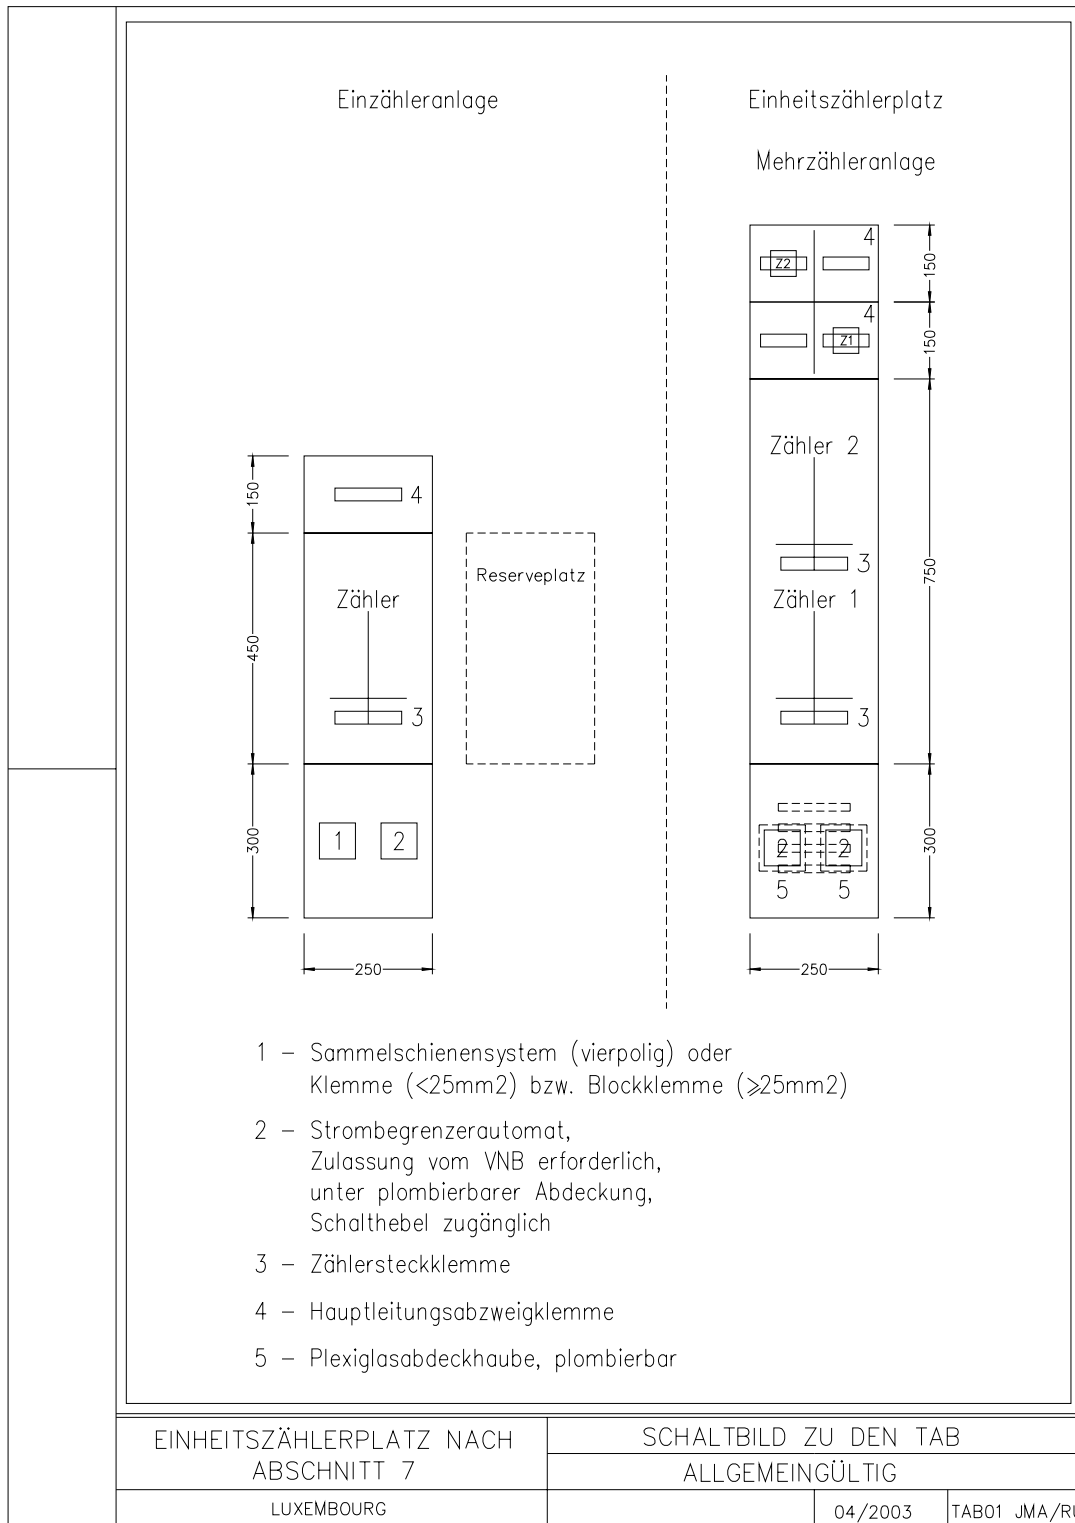 Einzähleranlage
Einheitszählerplatz
Mehrzähleranlage
4
Z2
150
4
Z1
150
Zähler 2
3
750
Zähler 1
3
2 2
5 5
300
250
150
4
Zähler
450
3
Reserveplatz
300
1 2
250
1 – Sammelschienensystem (vierpolig) oder
Klemme (<25mm2) bzw. Blockklemme (⩾25mm2)
2 – Strombegrenzerautomat,
Zulassung vom VNB erforderlich,
unter plombierbarer Abdeckung,
Schalthebel zugänglich
3 – Zählersteckklemme
4 – Hauptleitungsabzweigklemme
5 – Plexiglasabdeckhaube, plombierbar
EINHEITSZÄHLERPLATZ NACH
ABSCHNITT 7
LUXEMBOURG
SCHALTBILD ZU DEN TAB
ALLGEMEINGÜLTIG
04/2003
TAB01 JMA/RU